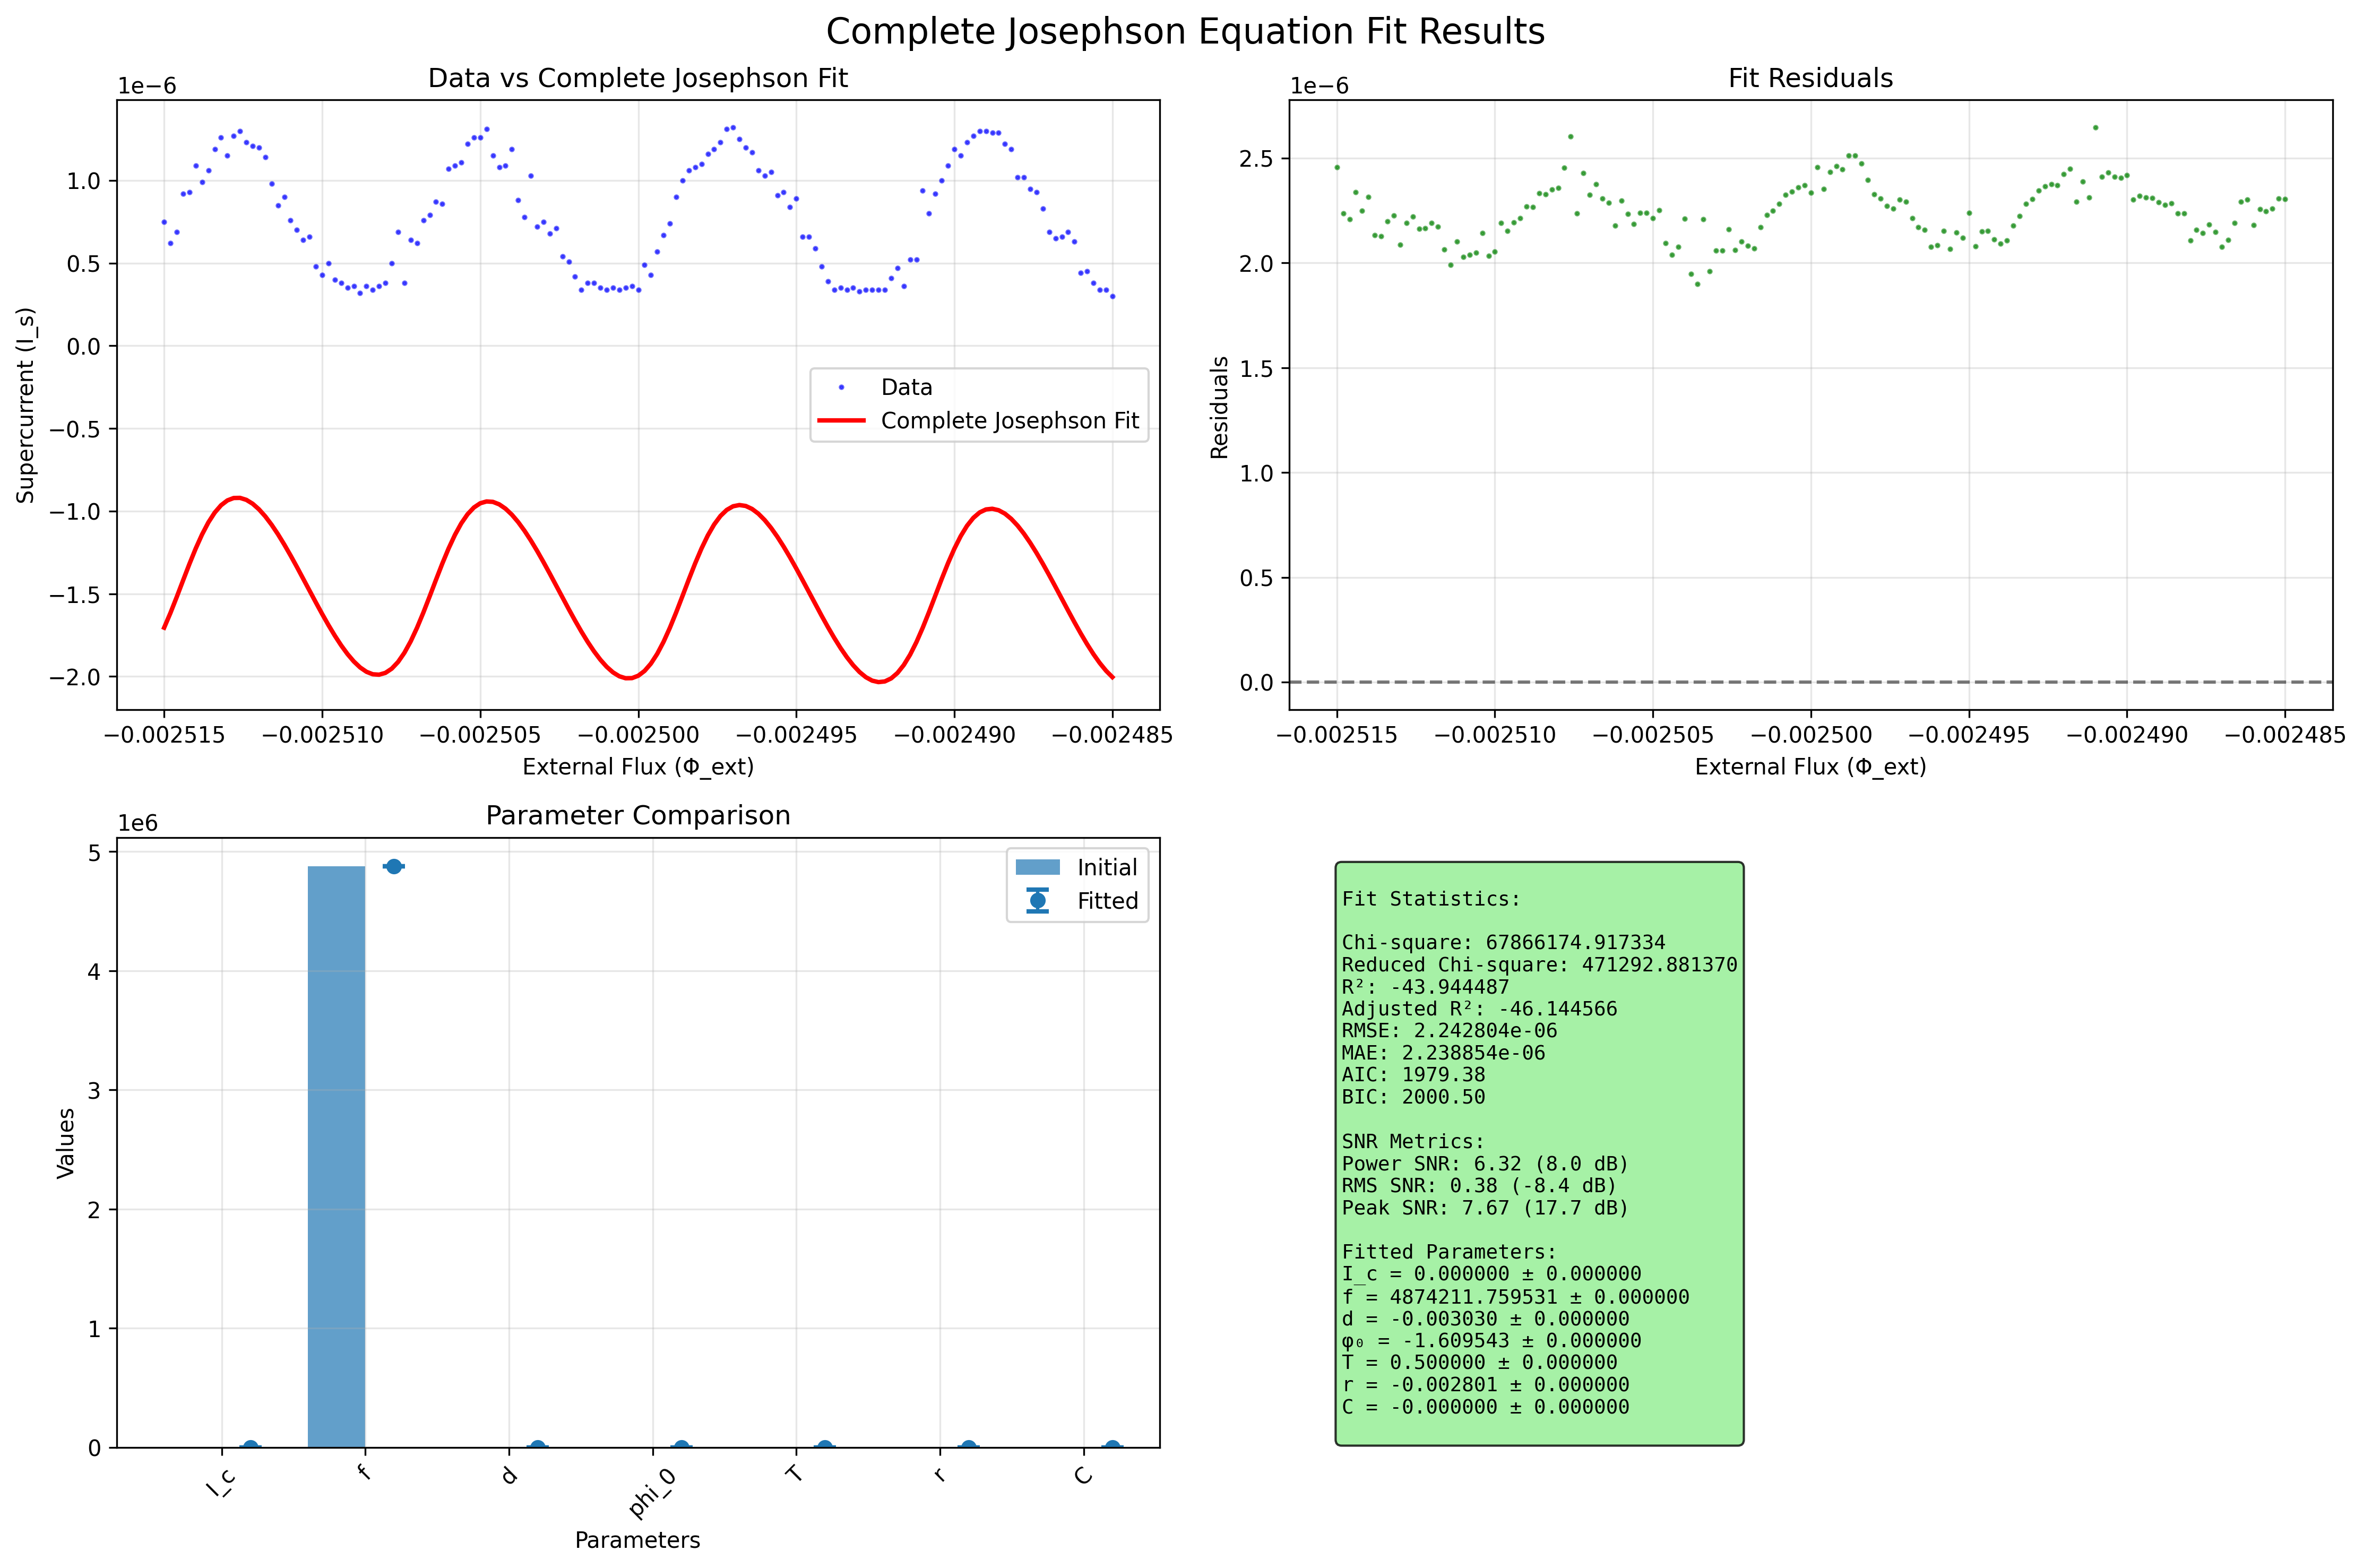 Complete Josephson Equation Fit Results
Data vs Complete Josephson Fit
1e−6
1.0
0.5
0.0
−0.5
−1.0
−1.5
−2.0
Supercurrent (I_s)
Data
Complete Josephson Fit
−0.002515 −0.002510 −0.002505 −0.002500 −0.002495 −0.002490 −0.002485
External Flux (Φ_ext)
Fit Residuals
1e−6
2.5
2.0
1.5
1.0
0.5
0.0
Residuals
−0.002515 −0.002510 −0.002505 −0.002500 −0.002495 −0.002490 −0.002485
External Flux (Φ_ext)
Parameter Comparison
1e6
5
4
3
2
1
0
Values
Initial
Fitted
I_c f d phi_0 T r C
Parameters
Fit Statistics:
Chi-square: 67866174.917334
Reduced Chi-square: 471292.881370
R²: -43.944487
Adjusted R²: -46.144566
RMSE: 2.242804e-06
MAE: 2.238854e-06
AIC: 1979.38
BIC: 2000.50
SNR Metrics:
Power SNR: 6.32 (8.0 dB)
RMS SNR: 0.38 (-8.4 dB)
Peak SNR: 7.67 (17.7 dB)
Fitted Parameters:
I_c = 0.000000 ± 0.000000
f = 4874211.759531 ± 0.000000
d = -0.003030 ± 0.000000
φ₀ = -1.609543 ± 0.000000
T = 0.500000 ± 0.000000
r = -0.002801 ± 0.000000
C = -0.000000 ± 0.000000